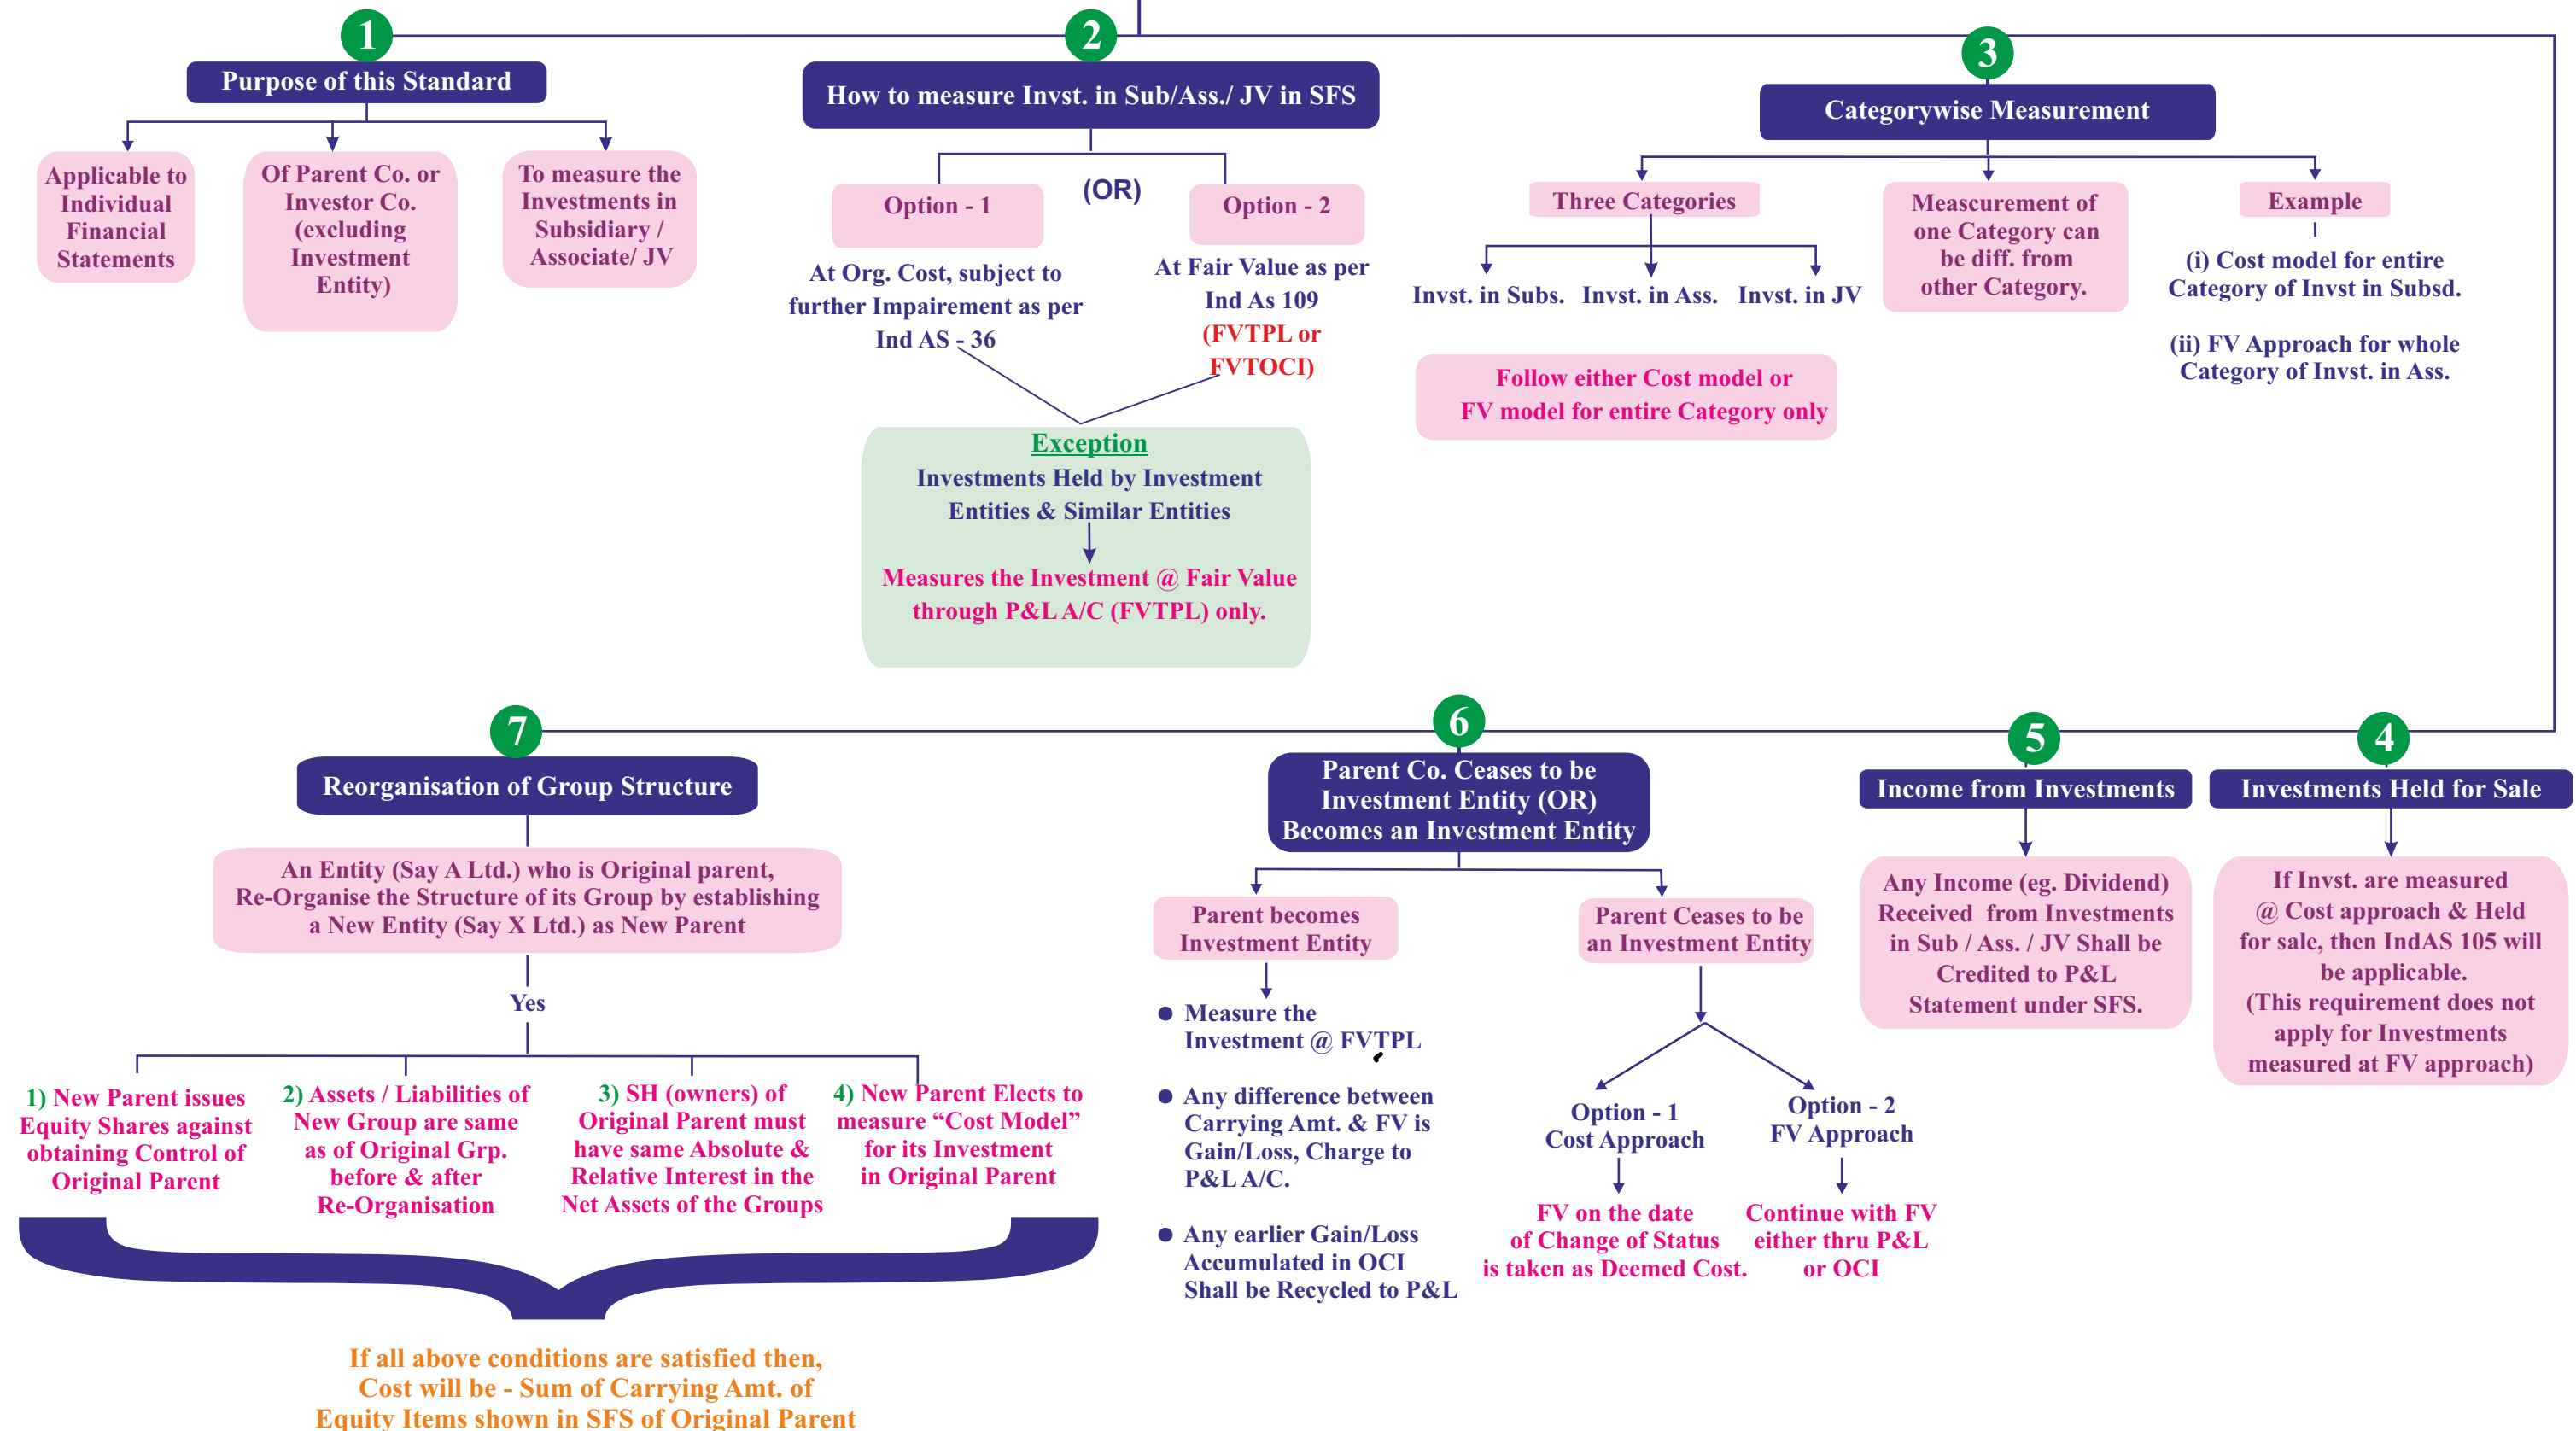 1
Purpose of this Standard
Applicable to
Individual
Financial
Statements
Of Parent Co. or
Investor Co.
(excluding
Investment
Entity)
To measure the
Investments in
Subsidiary /
Associate/ JV
2
How to measure Invst. in Sub/Ass./ JV in SFS
(OR)
Option - 1
At Org. Cost, subject to
further Impairement as per
Ind AS - 36
Option - 2
At Fair Value as per
Ind As 109
(FVTPL or
FVTOCI)
Exception
Investments Held by Investment
Entities & Similar Entities
Measures the Investment @ Fair Value
through P&L A/C (FVTPL) only.
3
Categorywise Measurement
Three Categories
Invst. in Subs. Invst. in Ass. Invst. in JV
Follow either Cost model or
FV model for entire Category only
Measurement of
one Category can
be diff. from
other Category.
Example
(i) Cost model for entire
Category of Invst in Subsd.
(ii) FV Approach for whole
Category of Invst. in Ass.
7
Reorganisation of Group Structure
An Entity (Say A Ltd.) who is Original parent,
Re-Organise the Structure of its Group by establishing
a New Entity (Say X Ltd.) as New Parent
Yes
1) New Parent issues
Equity Shares against
obtaining Control of
Original Parent
2) Assets / Liabilities of
New Group are same
as of Original Grp.
before & after
Re-Organisation
3) SH (owners) of
Original Parent must
have same Absolute &
Relative Interest in the
Net Assets of the Groups
4) New Parent Elects to
measure “Cost Model”
for its Investment
in Original Parent
If all above conditions are satisfied then,
Cost will be - Sum of Carrying Amt. of
Equity Items shown in SFS of Original Parent
6
Parent Co. Ceases to be
Investment Entity (OR)
Becomes an Investment Entity
Parent becomes
Investment Entity
● Measure the
Investment @ FVTPL
● Any difference between
Carrying Amt. & FV is
Gain/Loss, Charge to
P&L A/C.
● Any earlier Gain/Loss
Accumulated in OCI
Shall be Recycled to P&L
Parent Ceases to be
an Investment Entity
Option - 1
Cost Approach
FV on the date
of Change of Status
is taken as Deemed Cost.
Option - 2
FV Approach
Continue with FV
either thru P&L
or OCI
5
Income from Investments
Any Income (eg. Dividend)
Received from Investments
in Sub / Ass. / JV Shall be
Credited to P&L
Statement under SFS.
4
Investments Held for Sale
If Invst. are measured
@ Cost approach & Held
for sale, then IndAS 105 will
be applicable.
(This requirement does not
apply for Investments
measured at FV approach)